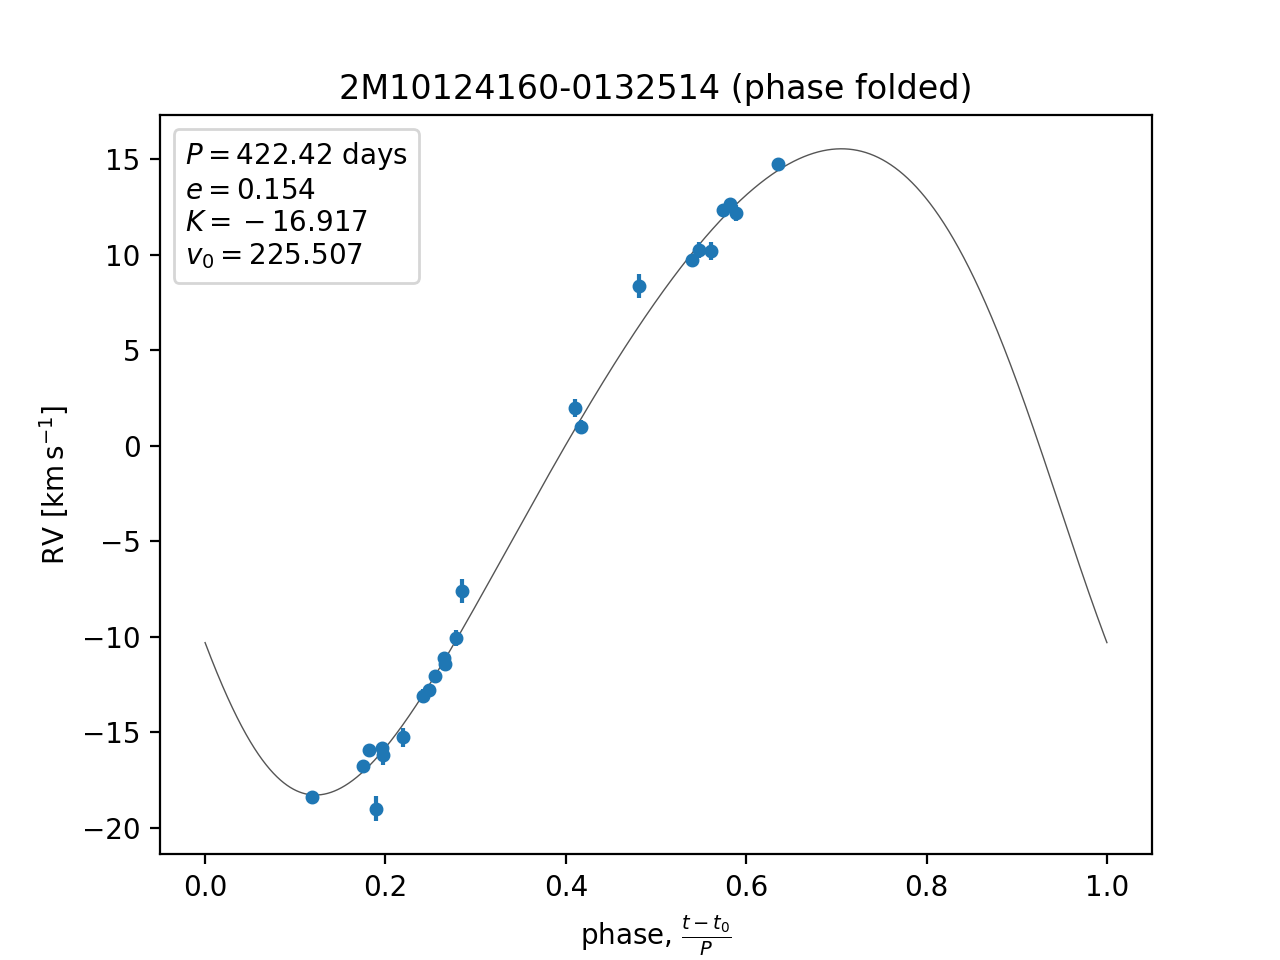 2M10124160-0132514 (phase folded)
P = 422.42 days
e = 0.154
K = −16.917
v₀ = 225.507
15
10
5
0
−5
−10
−15
−20
RV [km s⁻¹]
0.0 0.2 0.4 0.6 0.8 1.0
phase, (t − t₀)/P